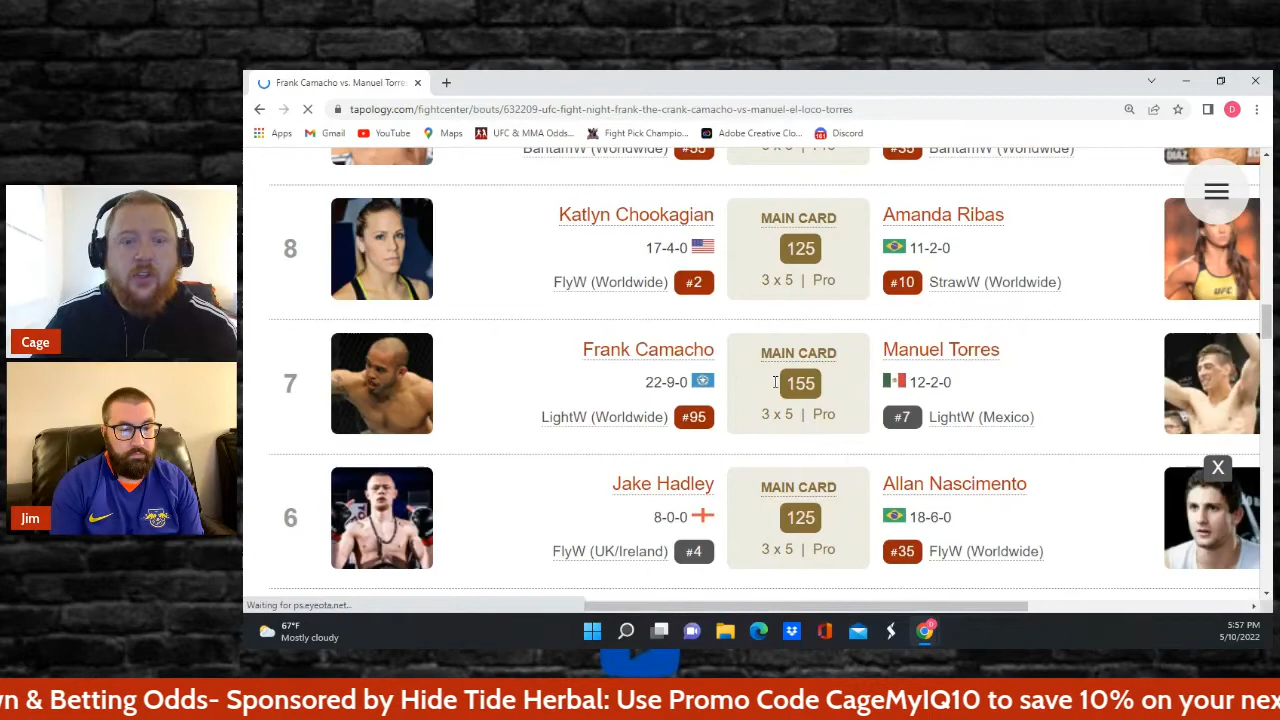 Frank Camacho vs. Manuel Torre
tapology.com/fightcenter/bouts/632209-ufc-fight-night-frank-the-crank-camacho-vs-manuel-el-loco-torres
D
Apps
Gmail
YouTube
Maps
UFC & MMA Odds...
Fight Pick Champio...
Adobe Creative Clo...
Discord
BantamW (Worldwide) #55
3 x 5 | Pro
#35 BantamW (Worldwide)
8
Katlyn Chookagian
17-4-0
FlyW (Worldwide) #2
MAIN CARD
125
3 x 5 | Pro
Amanda Ribas
11-2-0
#10 StrawW (Worldwide)
UFC
Cage
7
Frank Camacho
22-9-0
LightW (Worldwide) #95
MAIN CARD
155
3 x 5 | Pro
Manuel Torres
12-2-0
#7 LightW (Mexico)
X
Jim
6
Jake Hadley
8-0-0
FlyW (UK/Ireland) #4
MAIN CARD
125
3 x 5 | Pro
Allan Nascimento
18-6-0
#35 FlyW (Worldwide)
Waiting for ps.eyeota.net...
67°F
Mostly cloudy
5:57 PM
5/10/2022
wn & Betting Odds- Sponsored by Hide Tide Herbal: Use Promo Code CageMyIQ10 to save 10% on your nex